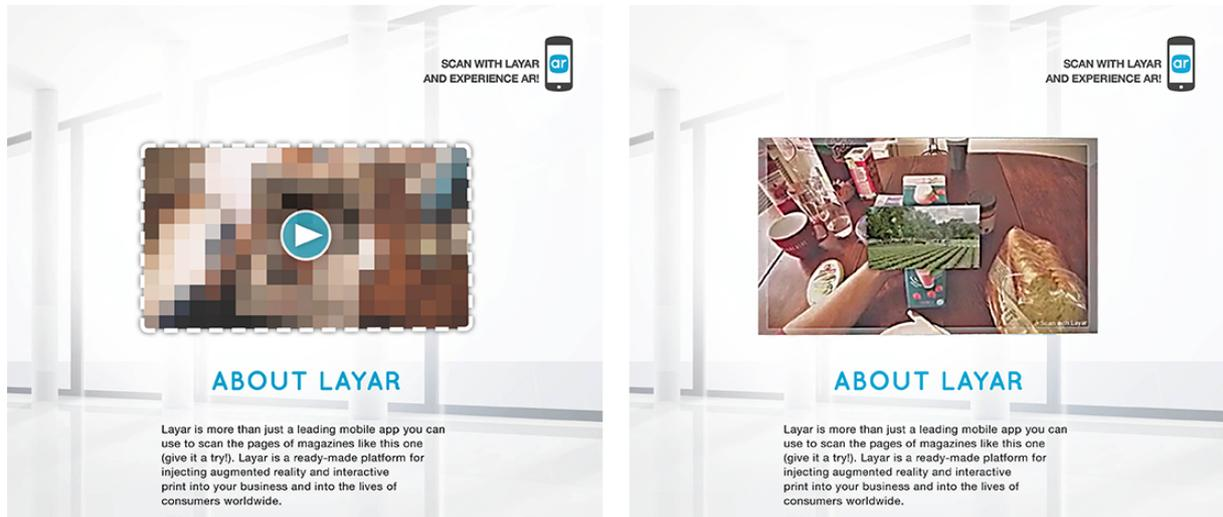 SCAN WITH LAYAR
AND EXPERIENCE AR!
ar
ABOUT LAYAR
Layar is more than just a leading mobile app you can
use to scan the pages of magazines like this one
(give it a try!). Layar is a ready-made platform for
injecting augmented reality and interactive
print into your business and into the lives of
consumers worldwide.
SCAN WITH LAYAR
AND EXPERIENCE AR!
ar
Scan with Layar
ABOUT LAYAR
Layar is more than just a leading mobile app you can
use to scan the pages of magazines like this one
(give it a try!). Layar is a ready-made platform for
injecting augmented reality and interactive
print into your business and into the lives of
consumers worldwide.